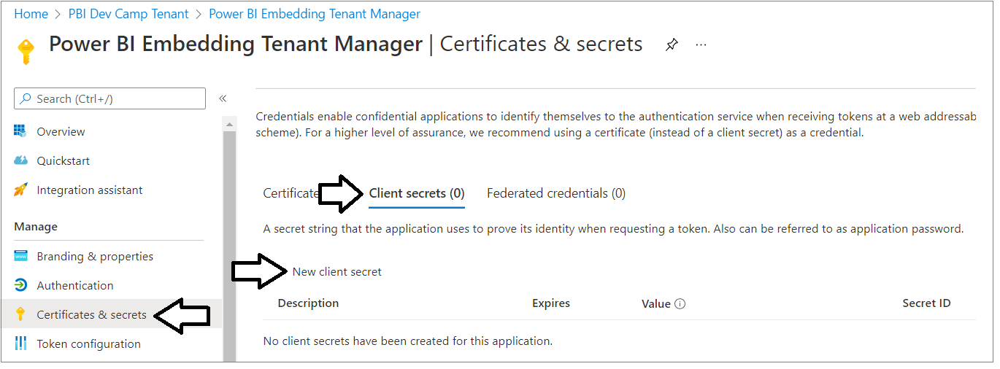 Home > PBI Dev Camp Tenant > Power BI Embedding Tenant Manager
Power BI Embedding Tenant Manager | Certificates & secrets
Search (Ctrl+/)
Overview
Quickstart
Integration assistant
Manage
Branding & properties
Authentication
Certificates & secrets
Token configuration
Credentials enable confidential applications to identify themselves to the authentication service when receiving tokens at a web addressab
scheme). For a higher level of assurance, we recommend using a certificate (instead of a client secret) as a credential.
Certificate Client secrets (0) Federated credentials (0)
A secret string that the application uses to prove its identity when requesting a token. Also can be referred to as application password.
New client secret
Description Expires Value Secret ID
No client secrets have been created for this application.